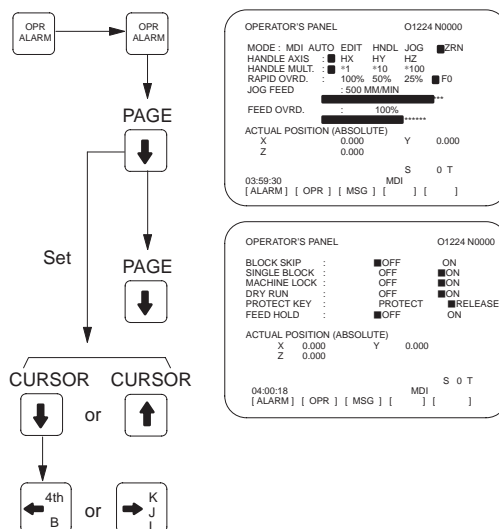 OPR
ALARM
OPR
ALARM
PAGE
Set
PAGE
CURSOR CURSOR
or
4th
B
or
K
J
I
OPERATOR'S PANEL O1224 N0000
MODE : MDI AUTO EDIT HNDL JOG ■ZRN
HANDLE AXIS : ■ HX HY HZ
HANDLE MULT. : ■ *1 *10 *100
RAPID OVRD. : 100% 50% 25% ■ F0
JOG FEED : 500 MM/MIN
***
FEED OVRD. : 100%
******
ACTUAL POSITION (ABSOLUTE)
X 0.000 Y 0.000
Z 0.000
S 0 T
03:59:30 MDI
[ ALARM ] [ OPR ] [ MSG ] [ ] [ ]
OPERATOR'S PANEL O1224 N0000
BLOCK SKIP : ■OFF ON
SINGLE BLOCK : OFF ■ON
MACHINE LOCK : OFF ■ON
DRY RUN : OFF ■ON
PROTECT KEY : PROTECT ■RELEASE
FEED HOLD : ■OFF ON
ACTUAL POSITION (ABSOLUTE)
X 0.000 Y 0.000
Z 0.000
S 0 T
04:00:18 MDI
[ ALARM ] [ OPR ] [ MSG ] [ ] [ ]